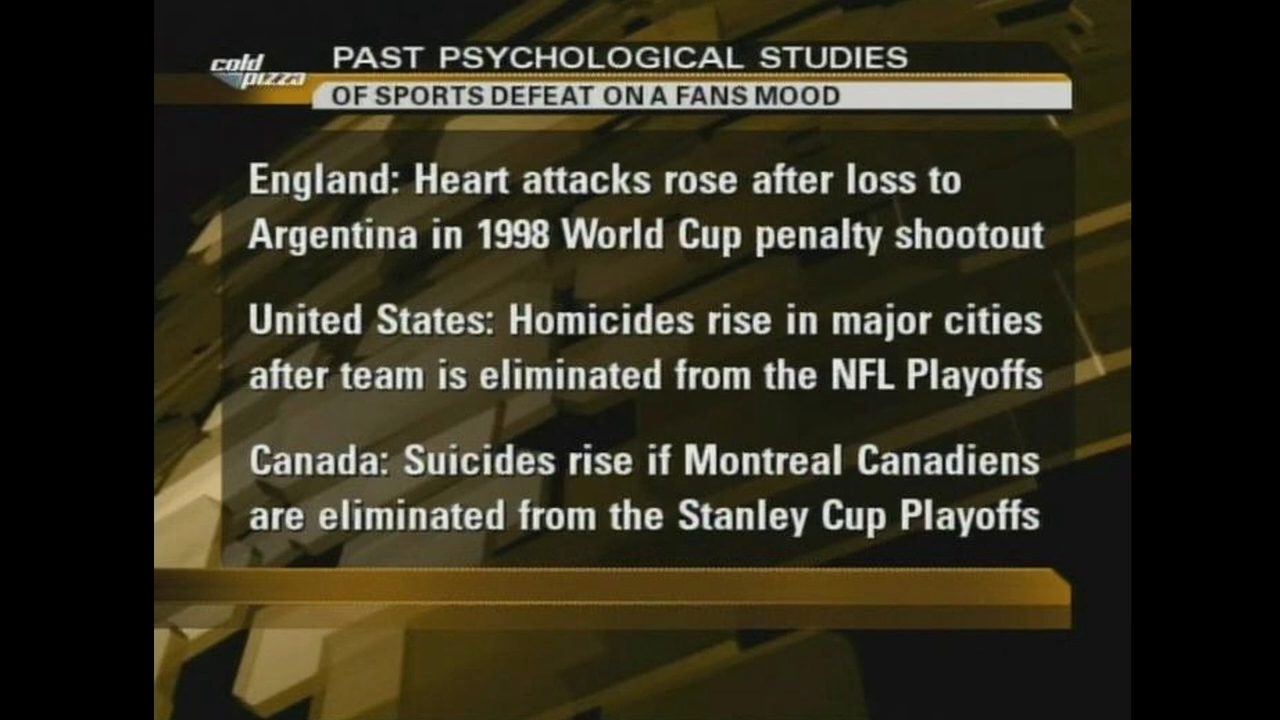 cold
pizza
PAST PSYCHOLOGICAL STUDIES
OF SPORTS DEFEAT ON A FANS MOOD
England: Heart attacks rose after loss to
Argentina in 1998 World Cup penalty shootout
United States: Homicides rise in major cities
after team is eliminated from the NFL Playoffs
Canada: Suicides rise if Montreal Canadiens
are eliminated from the Stanley Cup Playoffs